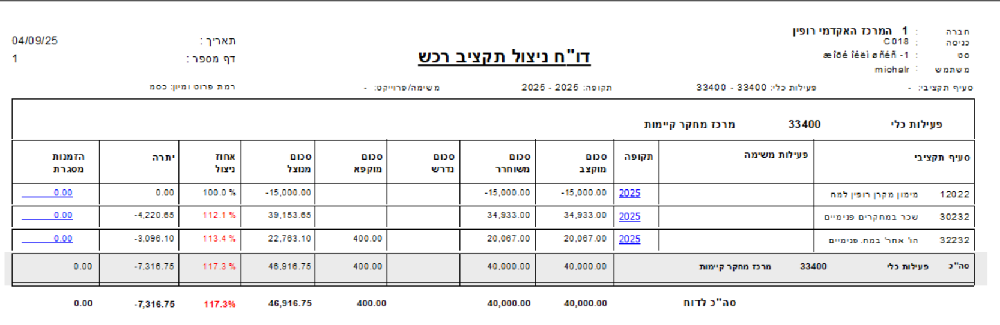 חברה : 1 המרכז האקדמי רופין
כניסה : C018
סט : æîðé îéëì øñéñ -1
משתמש : michalr
תאריך : 04/09/25
דף מספר : 1
דו"ח ניצול תקציב רכש
סעיף תקציבי: - פעילות כלי: 33400 - 33400 תקופה: 2025 - 2025 משימה/פרוייקט: - רמת פרוט ומיון: כסמ
פעילות כלי 33400 מרכז מחקר קיימות
סעיף תקציבי פעילות משימה תקופה סכום מוקצב סכום משוחרר סכום נדרש סכום מוקפא סכום מנוצל אחוז ניצול יתרה הזמנות מסגרת
12022 מימון מקרן רופין למח 2025 -15,000.00 -15,000.00 -15,000.00 100.0% 0.00 0.00
30232 שכר במחקרים פנימיים 2025 34,933.00 34,933.00 39,153.65 112.1% -4,220.65 0.00
32232 הו' אחר' במח. פנימיים 2025 20,067.00 20,067.00 400.00 22,763.10 113.4% -3,096.10 0.00
סה"כ פעילות כלי 33400 מרכז מחקר קיימות 40,000.00 40,000.00 400.00 46,916.75 117.3% -7,316.75 0.00
סה"כ לדוח 40,000.00 40,000.00 400.00 46,916.75 117.3% -7,316.75 0.00